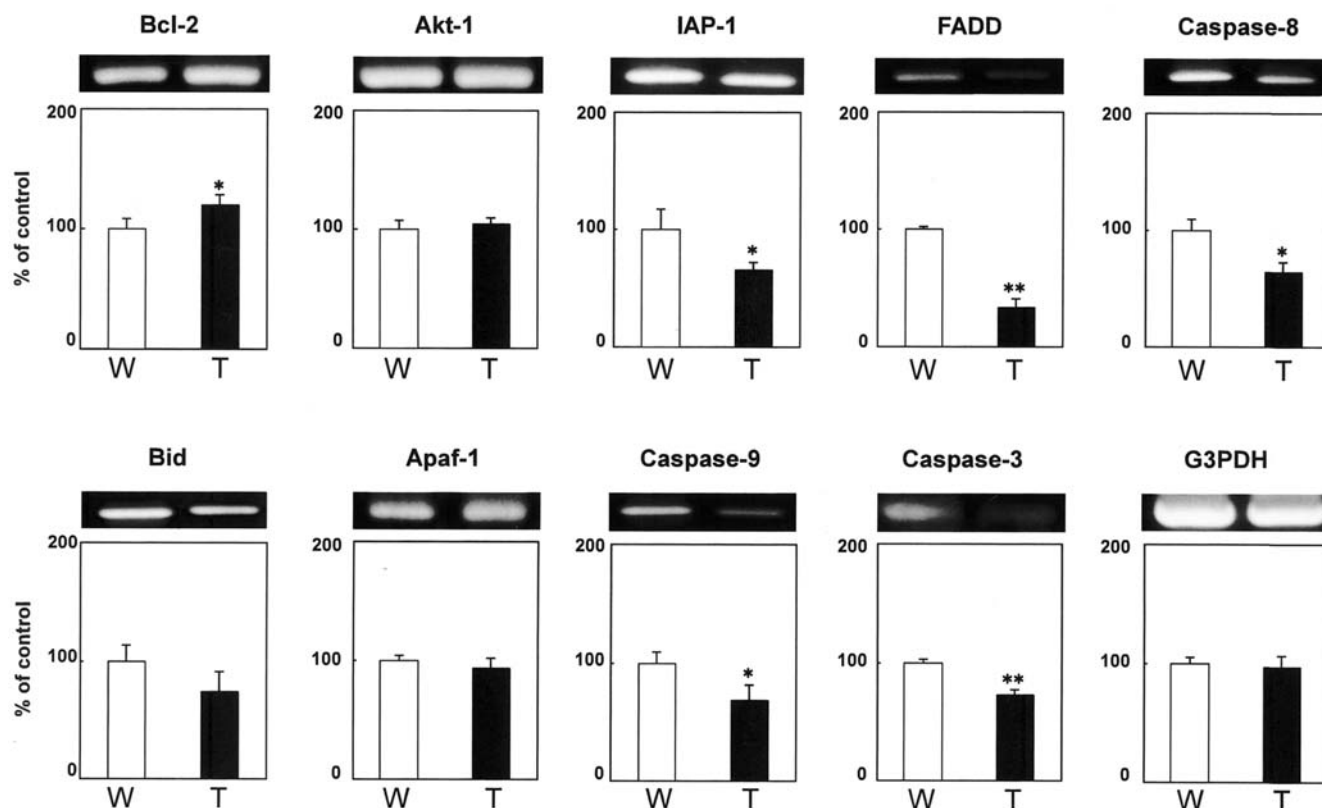 Bcl-2 Akt-1 IAP-1 FADD Caspase-8
200 200 200 200 200
% of control
* * ** *
100 100 100 100 100
0 0 0 0 0
W T W T W T W T W T
Bid Apaf-1 Caspase-9 Caspase-3 G3PDH
200 200 200 200 200
% of control
* **
100 100 100 100 100
0 0 0 0 0
W T W T W T W T W T